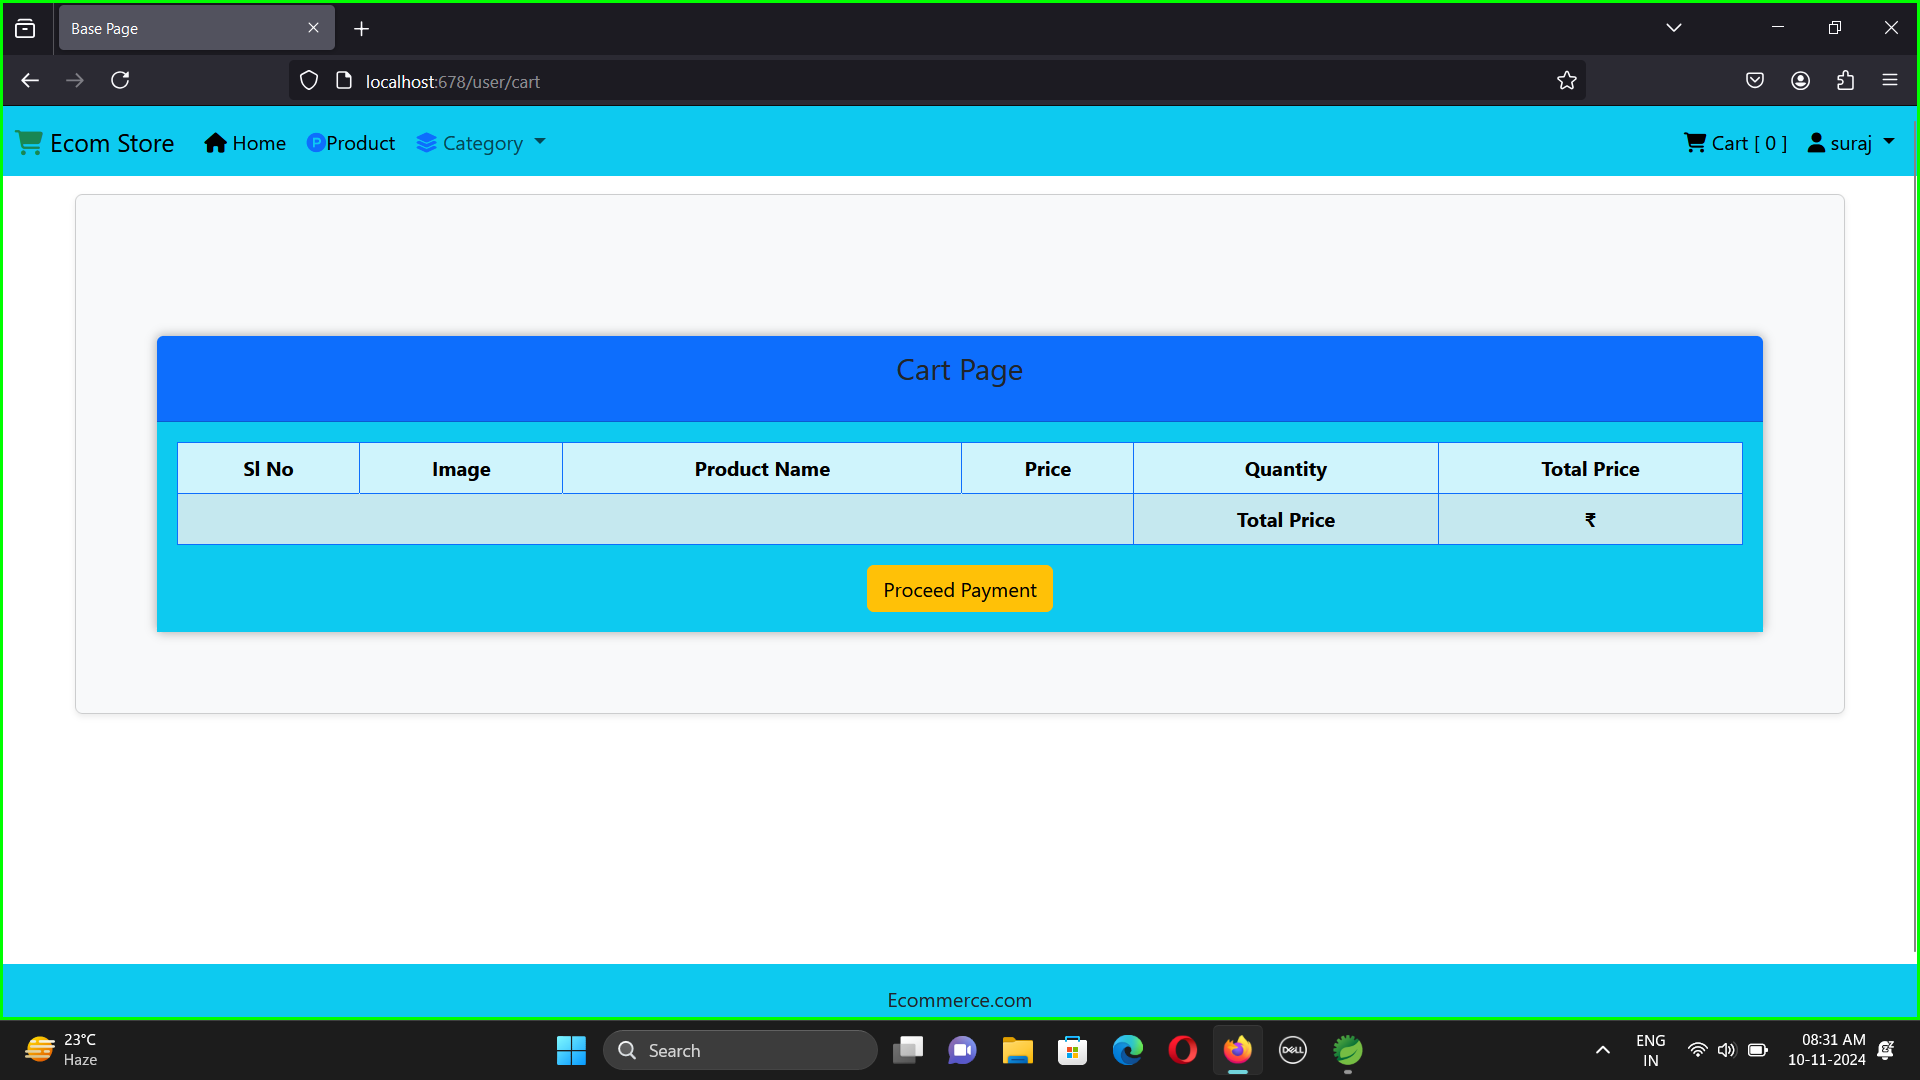 Base Page
localhost:678/user/cart
Ecom Store Home Product Category Cart [ 0 ] suraj
Cart Page
Sl No Image Product Name Price Quantity Total Price
Total Price ₹
Proceed Payment
Ecommerce.com
23°C
Haze
Search
DELL
ENG
IN
08:31 AM
10-11-2024